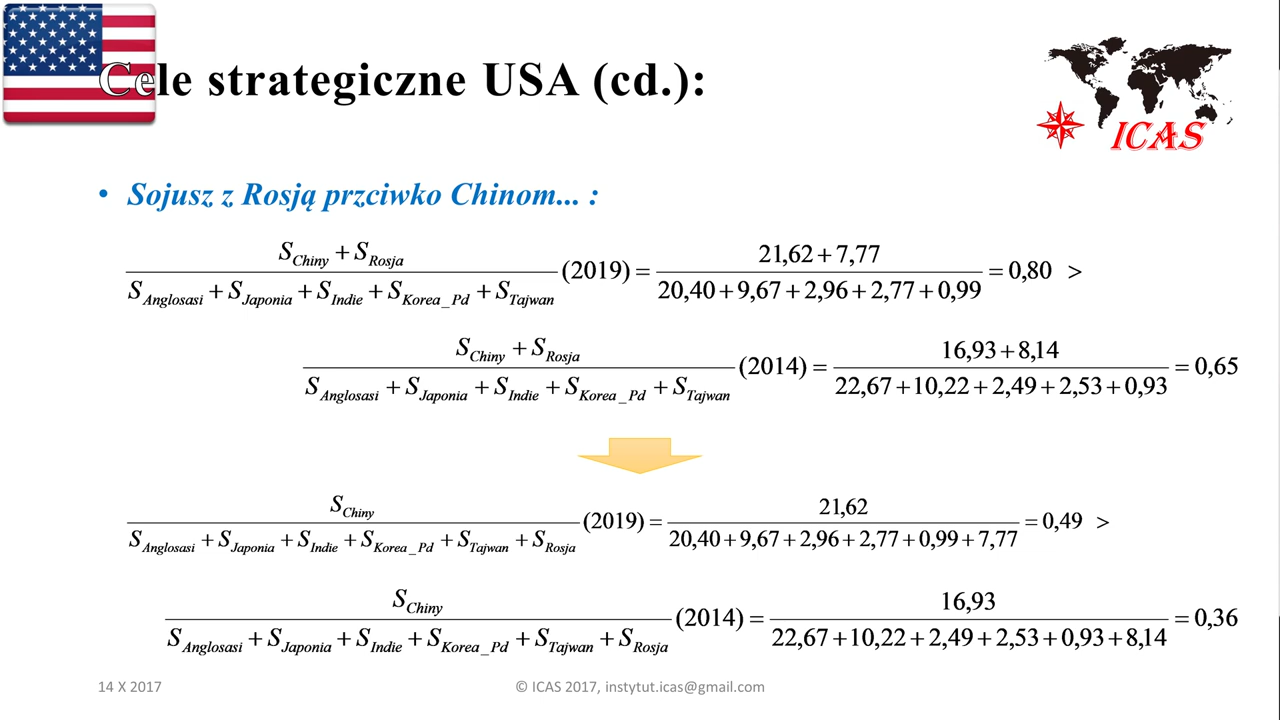 Cele strategiczne USA (cd.):
ICAS
• Sojusz z Rosją przciwko Chinom... :
S_Chiny + S_Rosja
S_Anglosasi + S_Japonia + S_Indie + S_Korea_Pd + S_Tajwan (2019) = 21,62 + 7,77 / 20,40 + 9,67 + 2,96 + 2,77 + 0,99 = 0,80 >
S_Chiny + S_Rosja
S_Anglosasi + S_Japonia + S_Indie + S_Korea_Pd + S_Tajwan (2014) = 16,93 + 8,14 / 22,67 + 10,22 + 2,49 + 2,53 + 0,93 = 0,65
S_Chiny
S_Anglosasi + S_Japonia + S_Indie + S_Korea_Pd + S_Tajwan + S_Rosja (2019) = 21,62 / 20,40 + 9,67 + 2,96 + 2,77 + 0,99 + 7,77 = 0,49 >
S_Chiny
S_Anglosasi + S_Japonia + S_Indie + S_Korea_Pd + S_Tajwan + S_Rosja (2014) = 16,93 / 22,67 + 10,22 + 2,49 + 2,53 + 0,93 + 8,14 = 0,36
14 X 2017
© ICAS 2017, instytut.icas@gmail.com